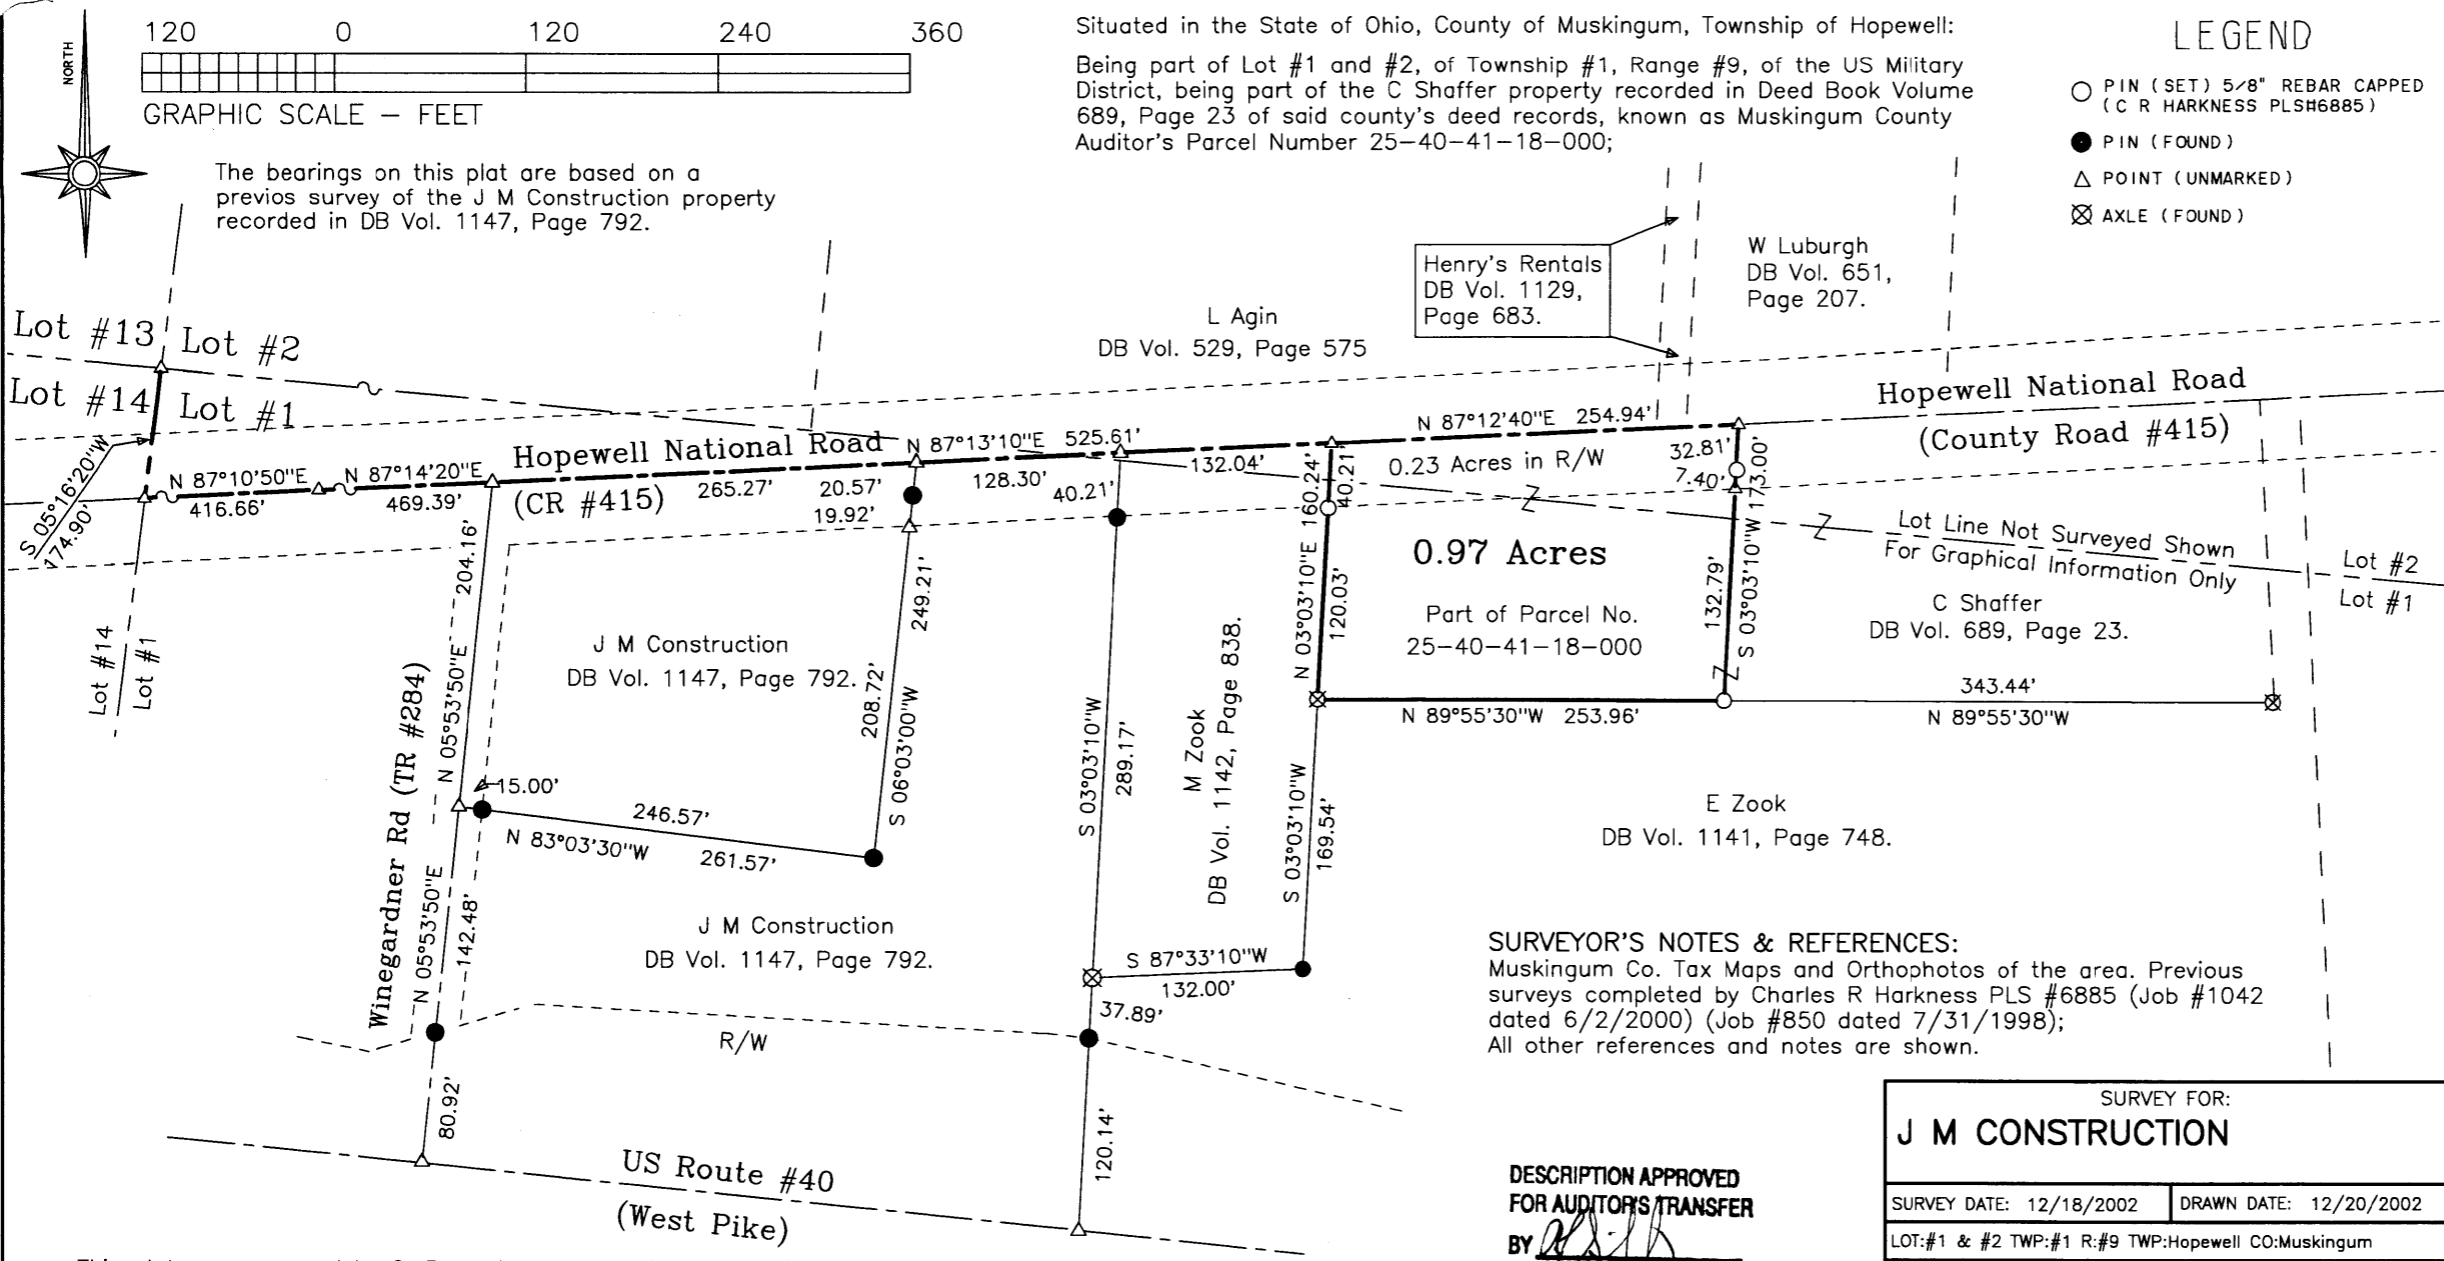 120 0 120 240 360
GRAPHIC SCALE – FEET
NORTH
The bearings on this plat are based on a
previos survey of the J M Construction property
recorded in DB Vol. 1147, Page 792.
Situated in the State of Ohio, County of Muskingum, Township of Hopewell:
Being part of Lot #1 and #2, of Township #1, Range #9, of the US Military
District, being part of the C Shaffer property recorded in Deed Book Volume
689, Page 23 of said county's deed records, known as Muskingum County
Auditor's Parcel Number 25-40-41-18-000;
LEGEND
PIN (SET) 5/8" REBAR CAPPED
(C R HARKNESS PLS#6885)
PIN (FOUND)
POINT (UNMARKED)
AXLE (FOUND)
Henry's Rentals
DB Vol. 1129,
Page 683.
W Luburgh
DB Vol. 651,
Page 207.
L Agin
DB Vol. 529, Page 575
Lot #13
Lot #2
Lot #14
Lot #1
S 05°16'20"W
174.90'
N 87°10'50"E
416.66'
N 87°14'20"E
469.39'
Hopewell National Road
(CR #415)
265.27'
N 87°13'10"E 525.61'
20.57'
19.92'
128.30'
40.21'
132.04'
N 87°12'40"E 254.94'
0.23 Acres in R/W
32.81'
7.40'
Hopewell National Road
(County Road #415)
Lot Line Not Surveyed Shown
For Graphical Information Only
Lot #2
Lot #1
Lot #14
Lot #1
204.16'
N 05°53'50"E
Winegardner Rd (TR #284)
J M Construction
DB Vol. 1147, Page 792.
249.21'
208.72'
S 06°03'00"W
15.00'
246.57'
N 83°03'30"W
261.57'
N 05°53'50"E
142.48'
80.92'
J M Construction
DB Vol. 1147, Page 792.
R/W
US Route #40
(West Pike)
S 03°03'10"W
289.17'
M Zook
DB Vol. 1142, Page 838.
S 87°33'10"W
132.00'
37.89'
120.14'
N 03°03'10"E 160.24'
40.21'
120.03'
S 03°03'10"W
169.54'
0.97 Acres
Part of Parcel No.
25-40-41-18-000
132.79'
S 03°03'10"W 173.00'
N 89°55'30"W 253.96'
C Shaffer
DB Vol. 689, Page 23.
343.44'
N 89°55'30"W
E Zook
DB Vol. 1141, Page 748.
SURVEYOR'S NOTES & REFERENCES:
Muskingum Co. Tax Maps and Orthophotos of the area. Previous
surveys completed by Charles R Harkness PLS #6885 (Job #1042
dated 6/2/2000) (Job #850 dated 7/31/1998);
All other references and notes are shown.
DESCRIPTION APPROVED
FOR AUDITOR'S TRANSFER
BY
SURVEY FOR:
J M CONSTRUCTION
SURVEY DATE: 12/18/2002
DRAWN DATE: 12/20/2002
LOT:#1 & #2 TWP:#1 R:#9 TWP:Hopewell CO:Muskingum